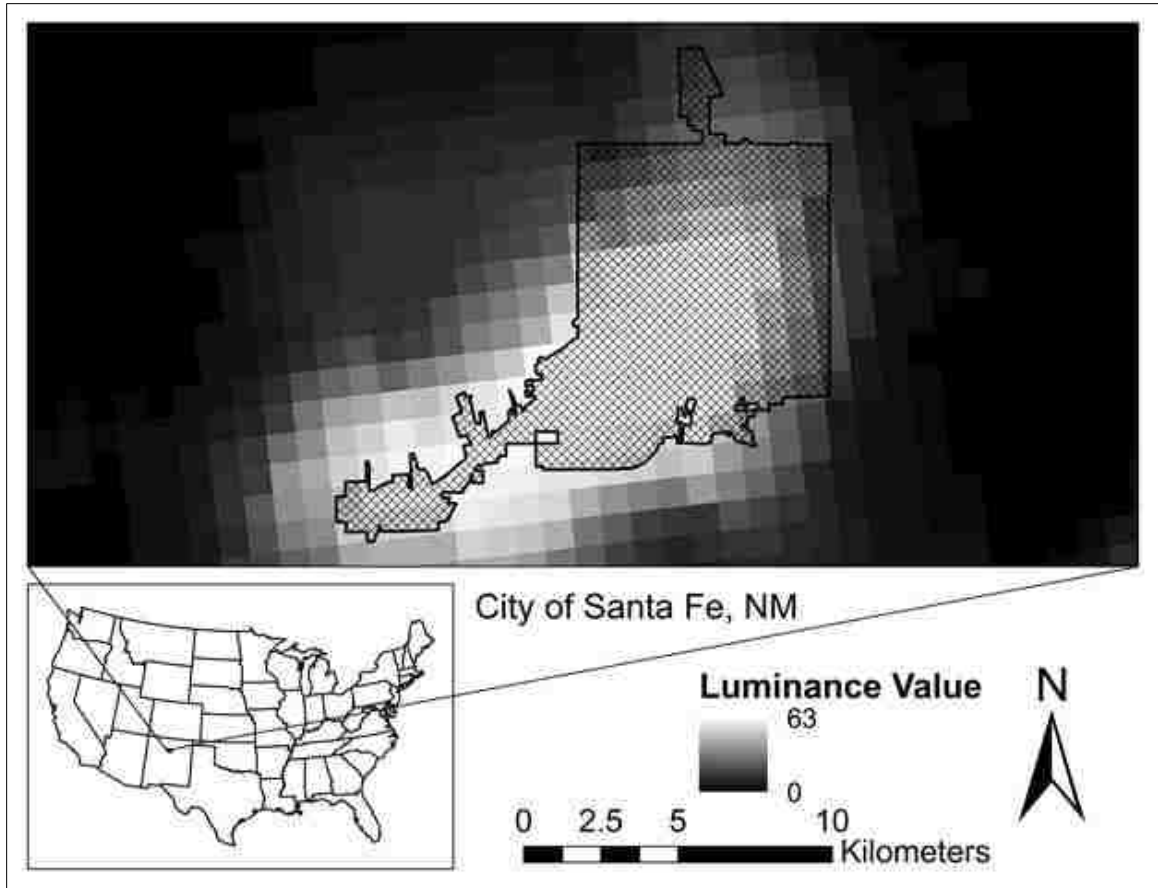 City of Santa Fe, NM
Luminance Value
63
0
N
0 2.5 5 10
Kilometers